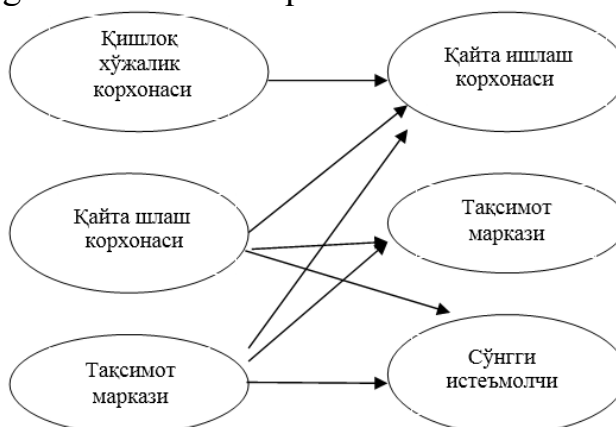 Қишлоқ
хўжалик
корхонаси
Қайта ишлаш
корхонаси
Қайта шлаш
корхонаси
Тақсимот
маркази
Тақсимот
маркази
Сўнгги
истеъмолчи